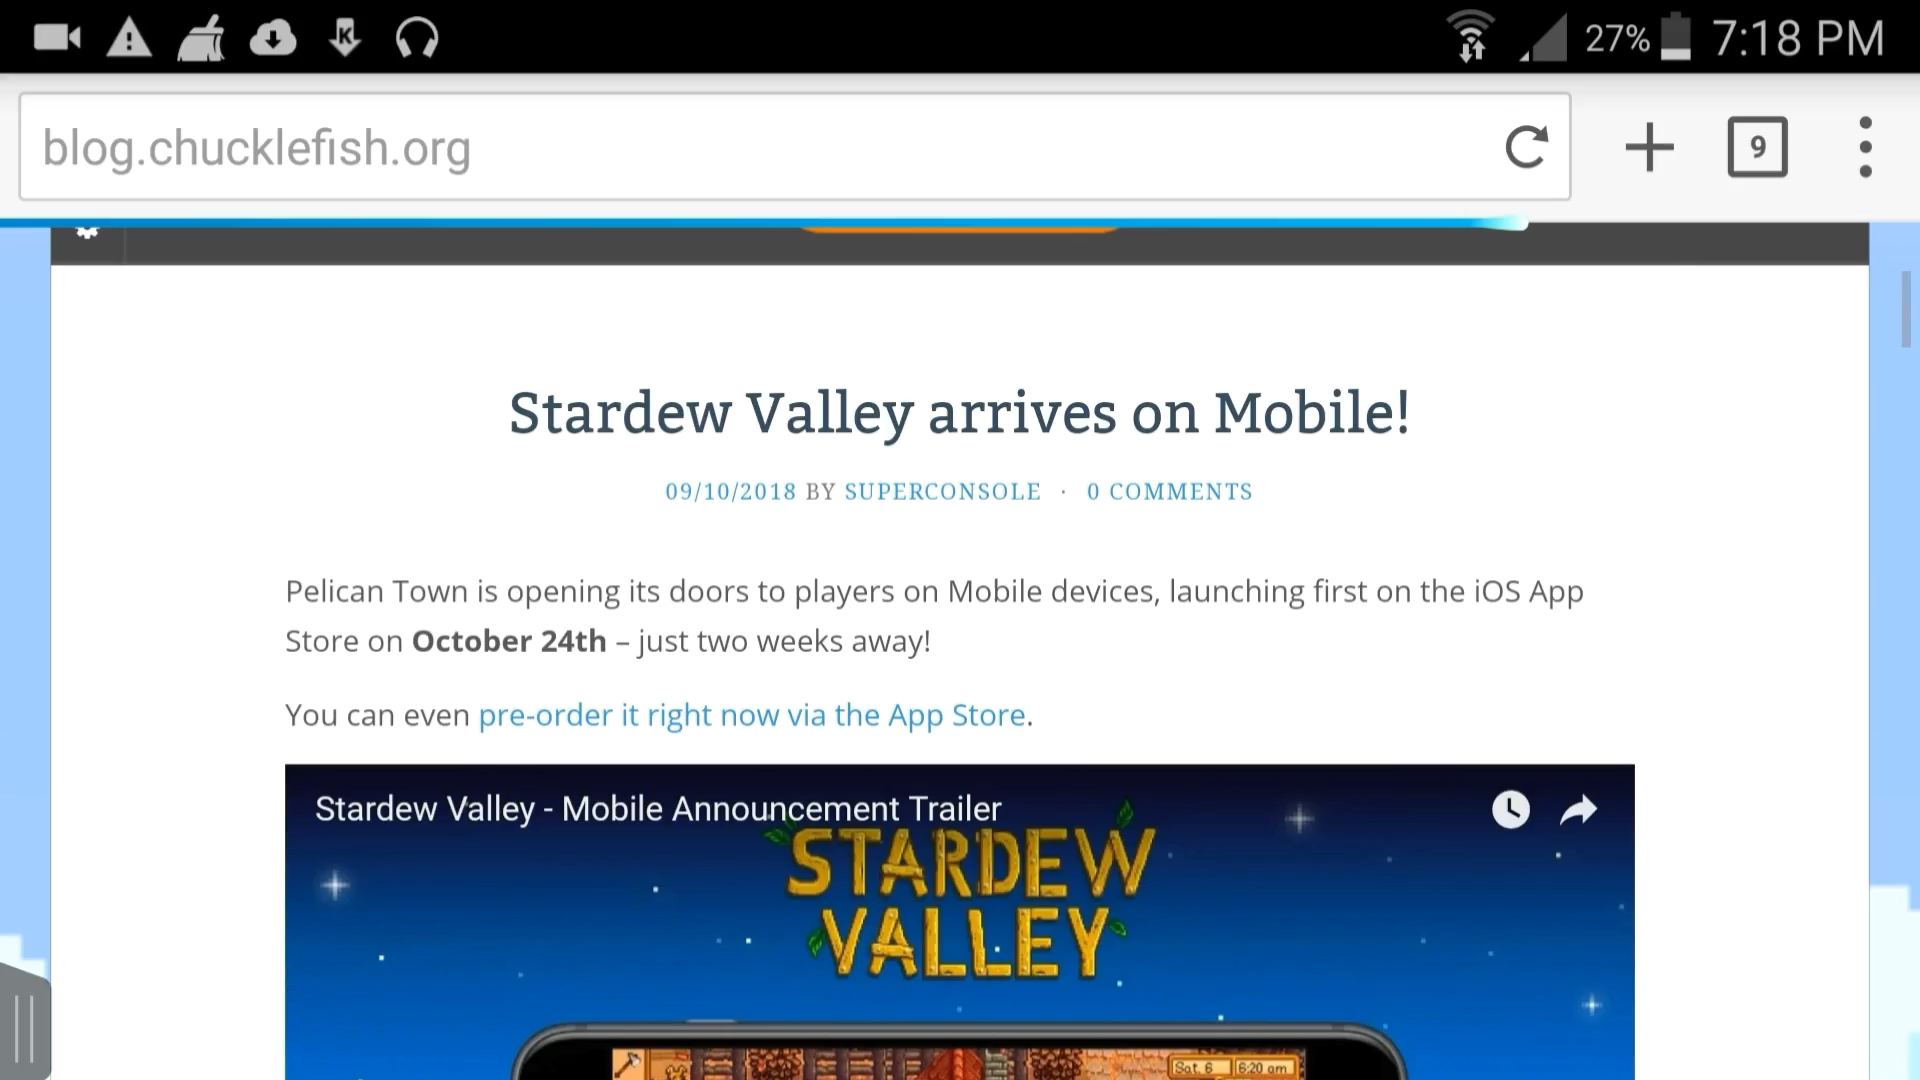 27% 7:18 PM
blog.chucklefish.org
9
Stardew Valley arrives on Mobile!
09/10/2018 BY SUPERCONSOLE · 0 COMMENTS
Pelican Town is opening its doors to players on Mobile devices, launching first on the iOS App
Store on October 24th – just two weeks away!
You can even pre-order it right now via the App Store.
Stardew Valley - Mobile Announcement Trailer
STARDEW
VALLEY
Sat. 6 6:20 am